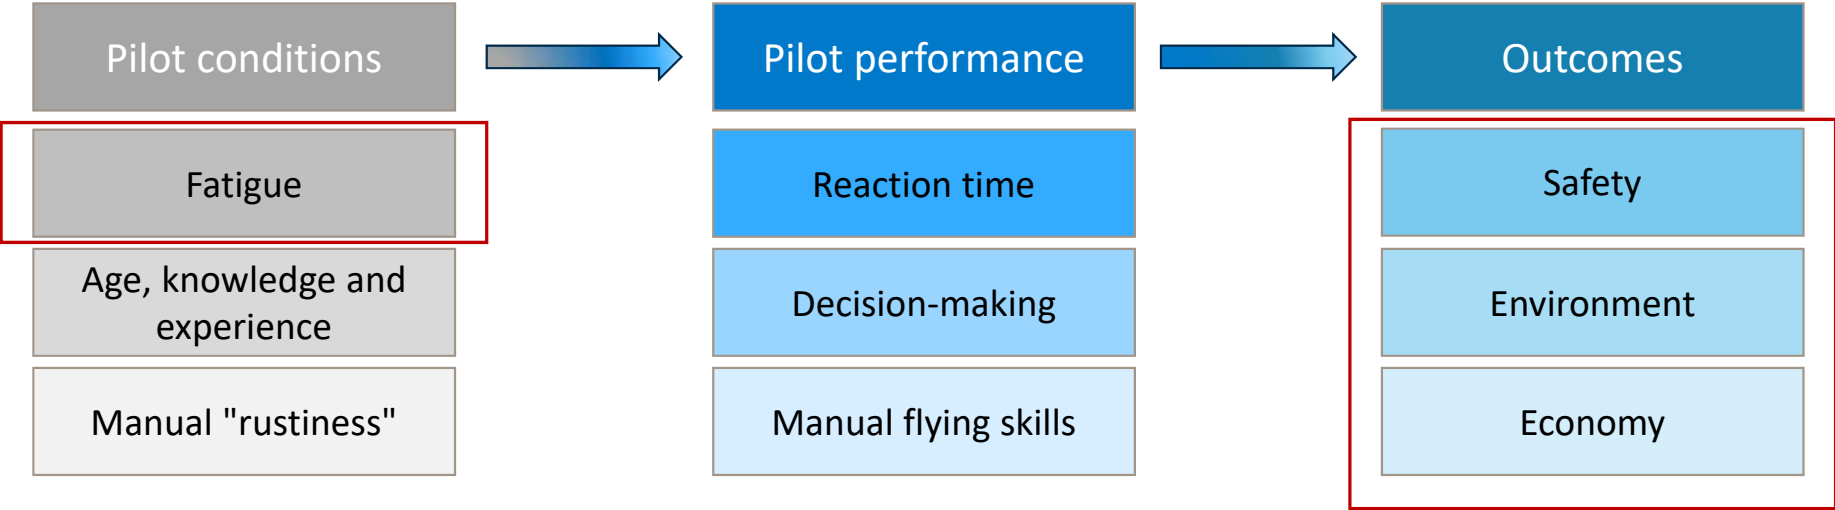 Pilot conditions
Pilot performance
Outcomes
Fatigue
Reaction time
Safety
Age, knowledge and
experience
Decision-making
Environment
Manual "rustiness"
Manual flying skills
Economy